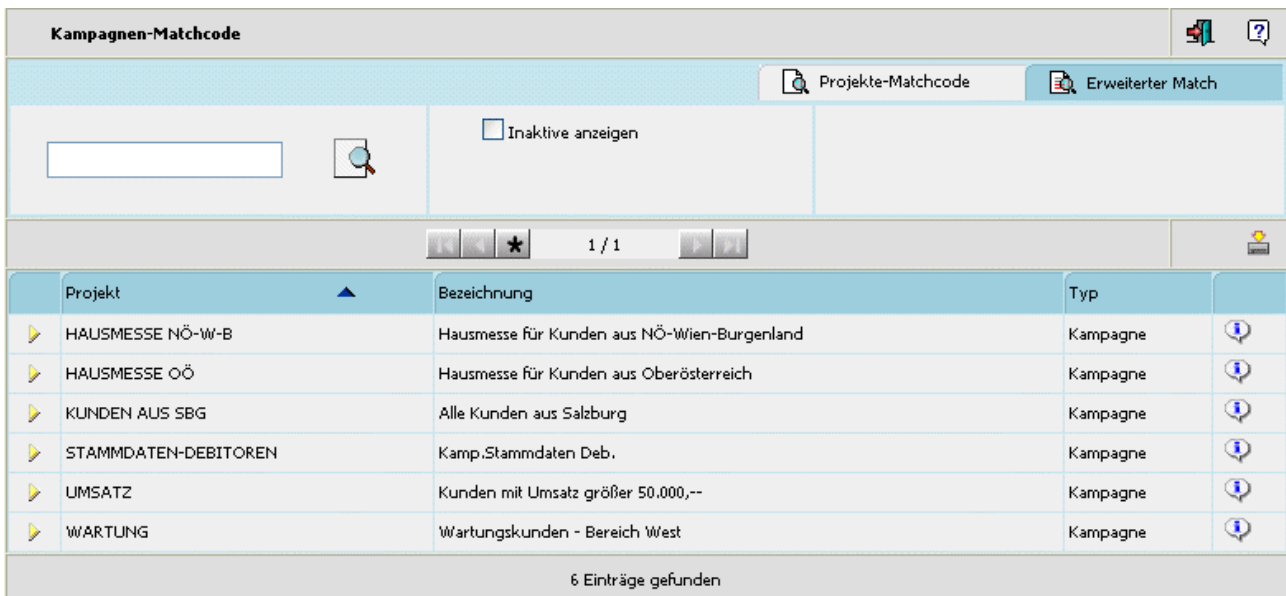 Kampagnen-Matchcode
Projekte-Matchcode Erweiterter Match
Inaktive anzeigen
1 / 1
Projekt Bezeichnung Typ
HAUSMESSE NÖ-W-B Hausmesse für Kunden aus NÖ-Wien-Burgenland Kampagne
HAUSMESSE OÖ Hausmesse für Kunden aus Oberösterreich Kampagne
KUNDEN AUS SBG Alle Kunden aus Salzburg Kampagne
STAMMDATEN-DEBITOREN Kamp.Stammdaten Deb. Kampagne
UMSATZ Kunden mit Umsatz größer 50.000,-- Kampagne
WARTUNG Wartungskunden - Bereich West Kampagne
6 Einträge gefunden